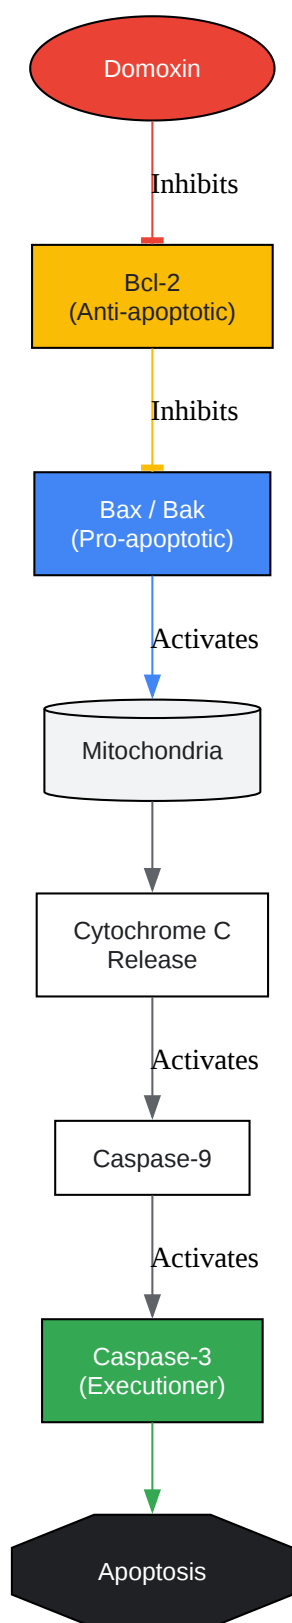 Domoxin
Inhibits
Bcl-2
(Anti-apoptotic)
Inhibits
Bax / Bak
(Pro-apoptotic)
Activates
Mitochondria
Cytochrome C
Release
Activates
Caspase-9
Activates
Caspase-3
(Executioner)
Apoptosis